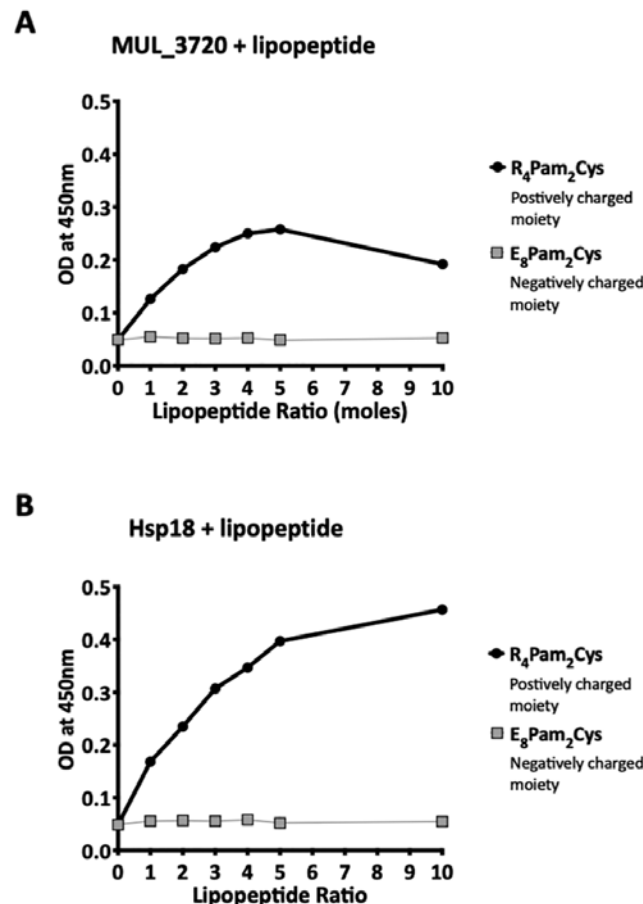 A
MUL_3720 + lipopeptide
0.5
0.4
0.3
0.2
0.1
0.0
OD at 450nm
0 1 2 3 4 5 6 7 8 9 10
Lipopeptide Ratio (moles)
R₄Pam₂Cys
Postively charged
moiety
E₈Pam₂Cys
Negatively charged
moiety
B
Hsp18 + lipopeptide
0.5
0.4
0.3
0.2
0.1
0.0
OD at 450nm
0 1 2 3 4 5 6 7 8 9 10
Lipopeptide Ratio
R₄Pam₂Cys
Postively charged
moiety
E₈Pam₂Cys
Negatively charged
moiety